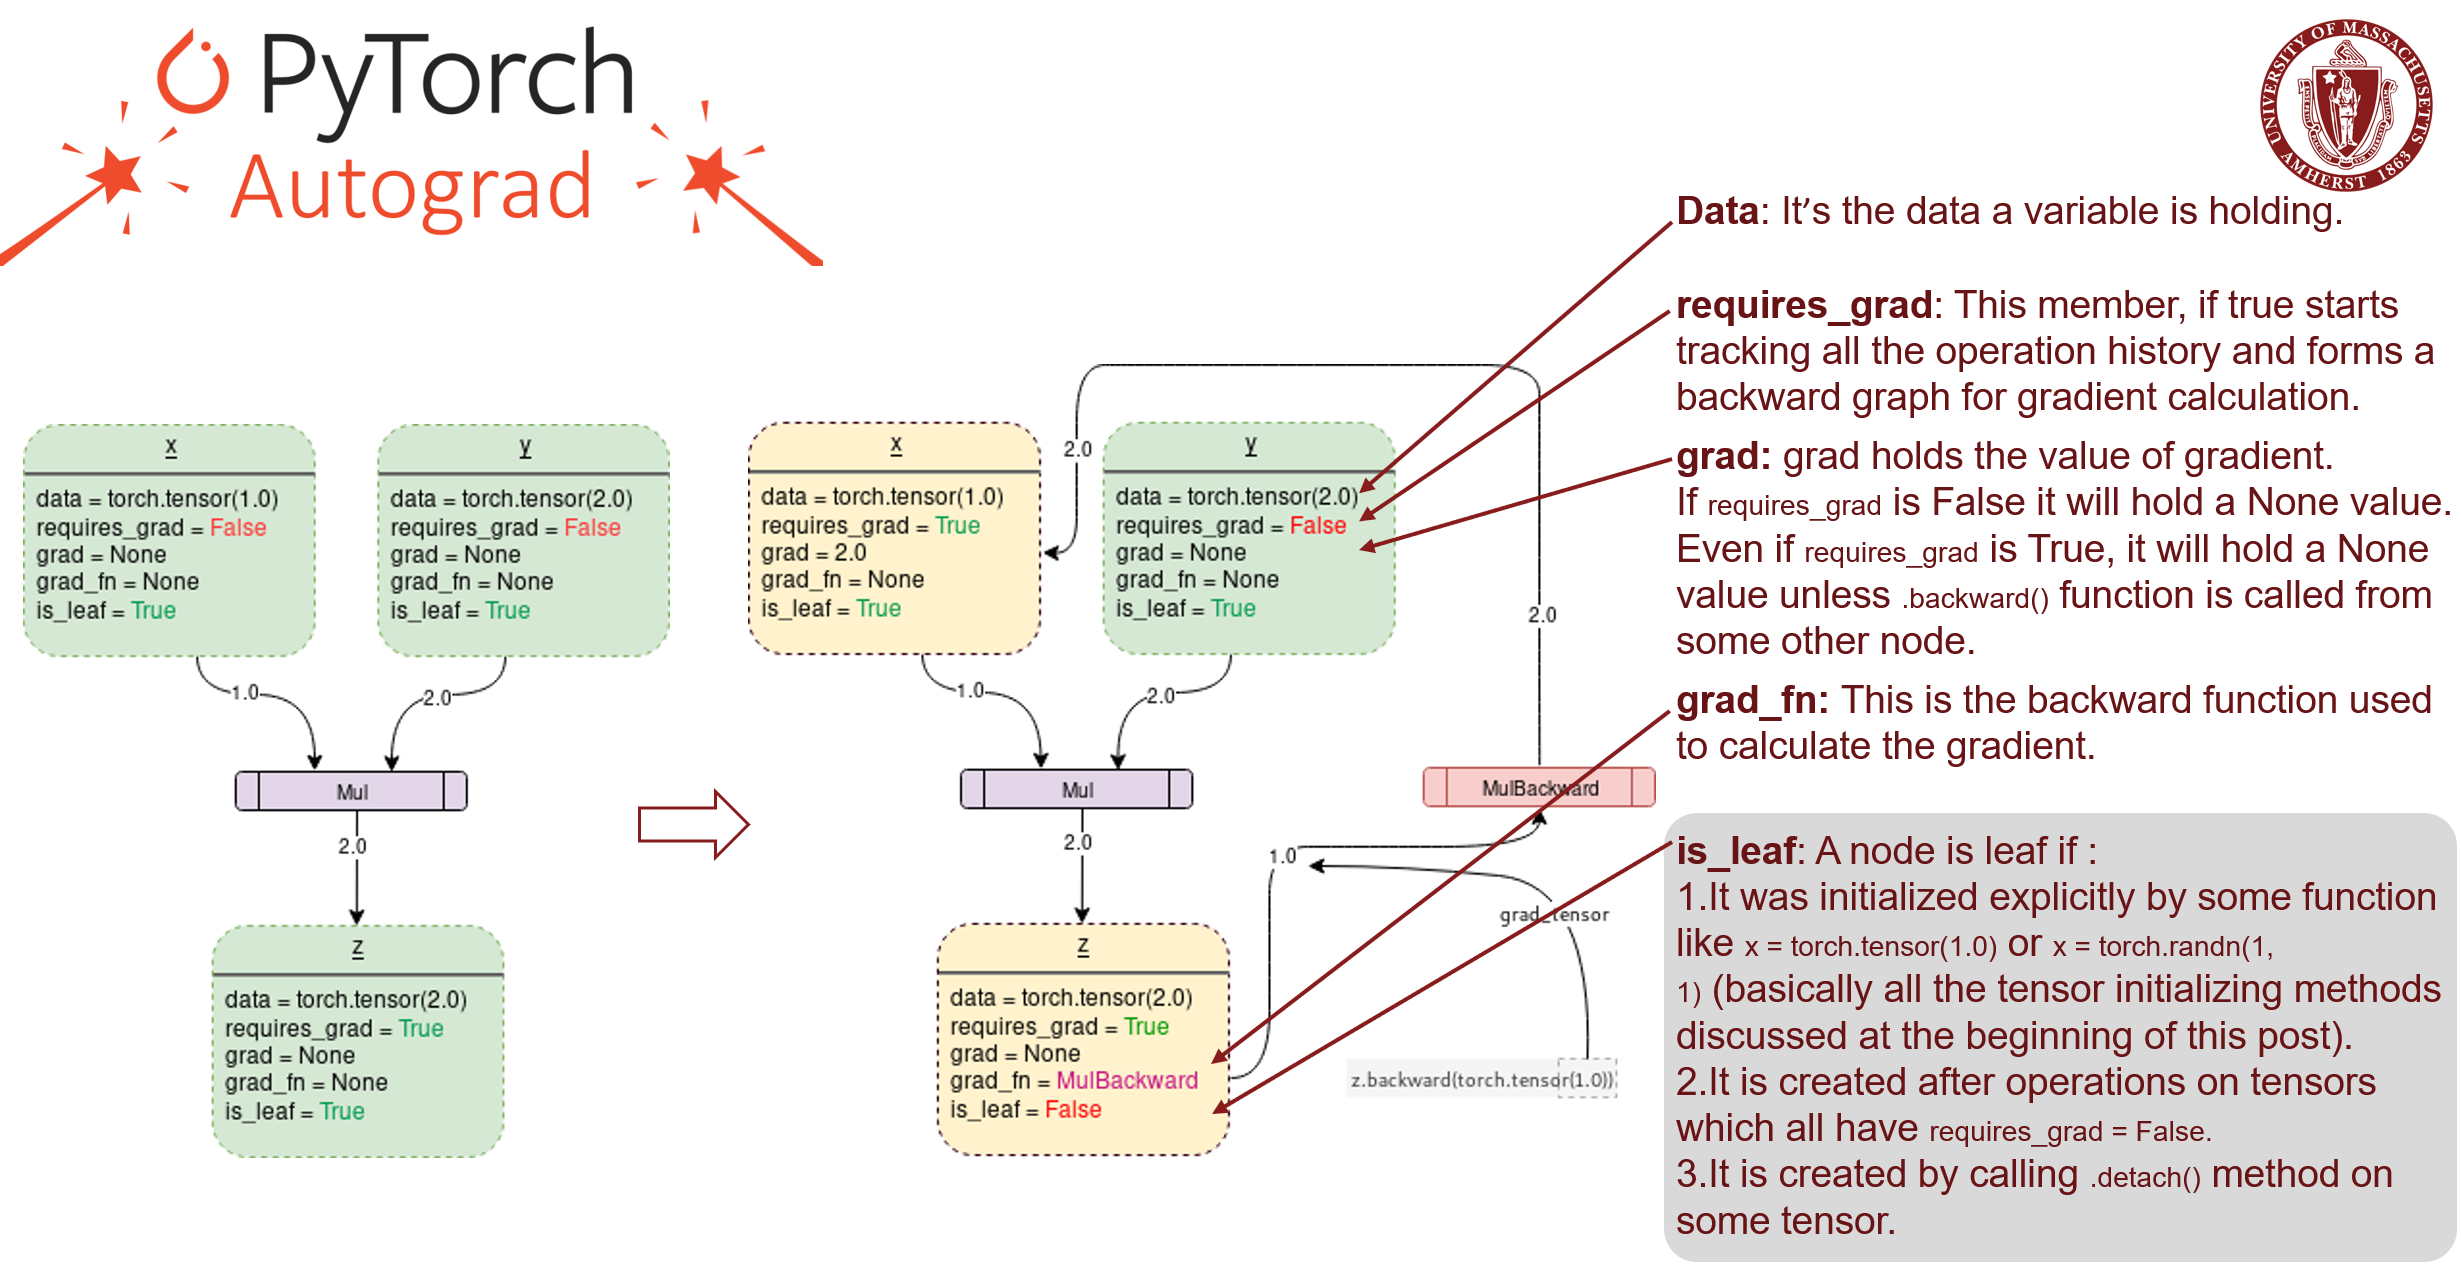 PyTorch
Autograd
UNIVERSITY OF MASSACHUSETTS
AMHERST 1863
x
data = torch.tensor(1.0)
requires_grad = False
grad = None
grad_fn = None
is_leaf = True
y
data = torch.tensor(2.0)
requires_grad = False
grad = None
grad_fn = None
is_leaf = True
1.0
2.0
Mul
2.0
z
data = torch.tensor(2.0)
requires_grad = True
grad = None
grad_fn = None
is_leaf = True
x
data = torch.tensor(1.0)
requires_grad = True
grad = 2.0
grad_fn = None
is_leaf = True
2.0
y
data = torch.tensor(2.0)
requires_grad = False
grad = None
grad_fn = None
is_leaf = True
2.0
1.0
2.0
Mul
MulBackward
2.0
1.0
grad_tensor
z
data = torch.tensor(2.0)
requires_grad = True
grad = None
grad_fn = MulBackward
is_leaf = False
z.backward(torch.tensor(1.0))
Data: It's the data a variable is holding.
requires_grad: This member, if true starts
tracking all the operation history and forms a
backward graph for gradient calculation.
grad: grad holds the value of gradient.
If requires_grad is False it will hold a None value.
Even if requires_grad is True, it will hold a None
value unless .backward() function is called from
some other node.
grad_fn: This is the backward function used
to calculate the gradient.
is_leaf: A node is leaf if :
1.It was initialized explicitly by some function
like x = torch.tensor(1.0) or x = torch.randn(1,
1) (basically all the tensor initializing methods
discussed at the beginning of this post).
2.It is created after operations on tensors
which all have requires_grad = False.
3.It is created by calling .detach() method on
some tensor.